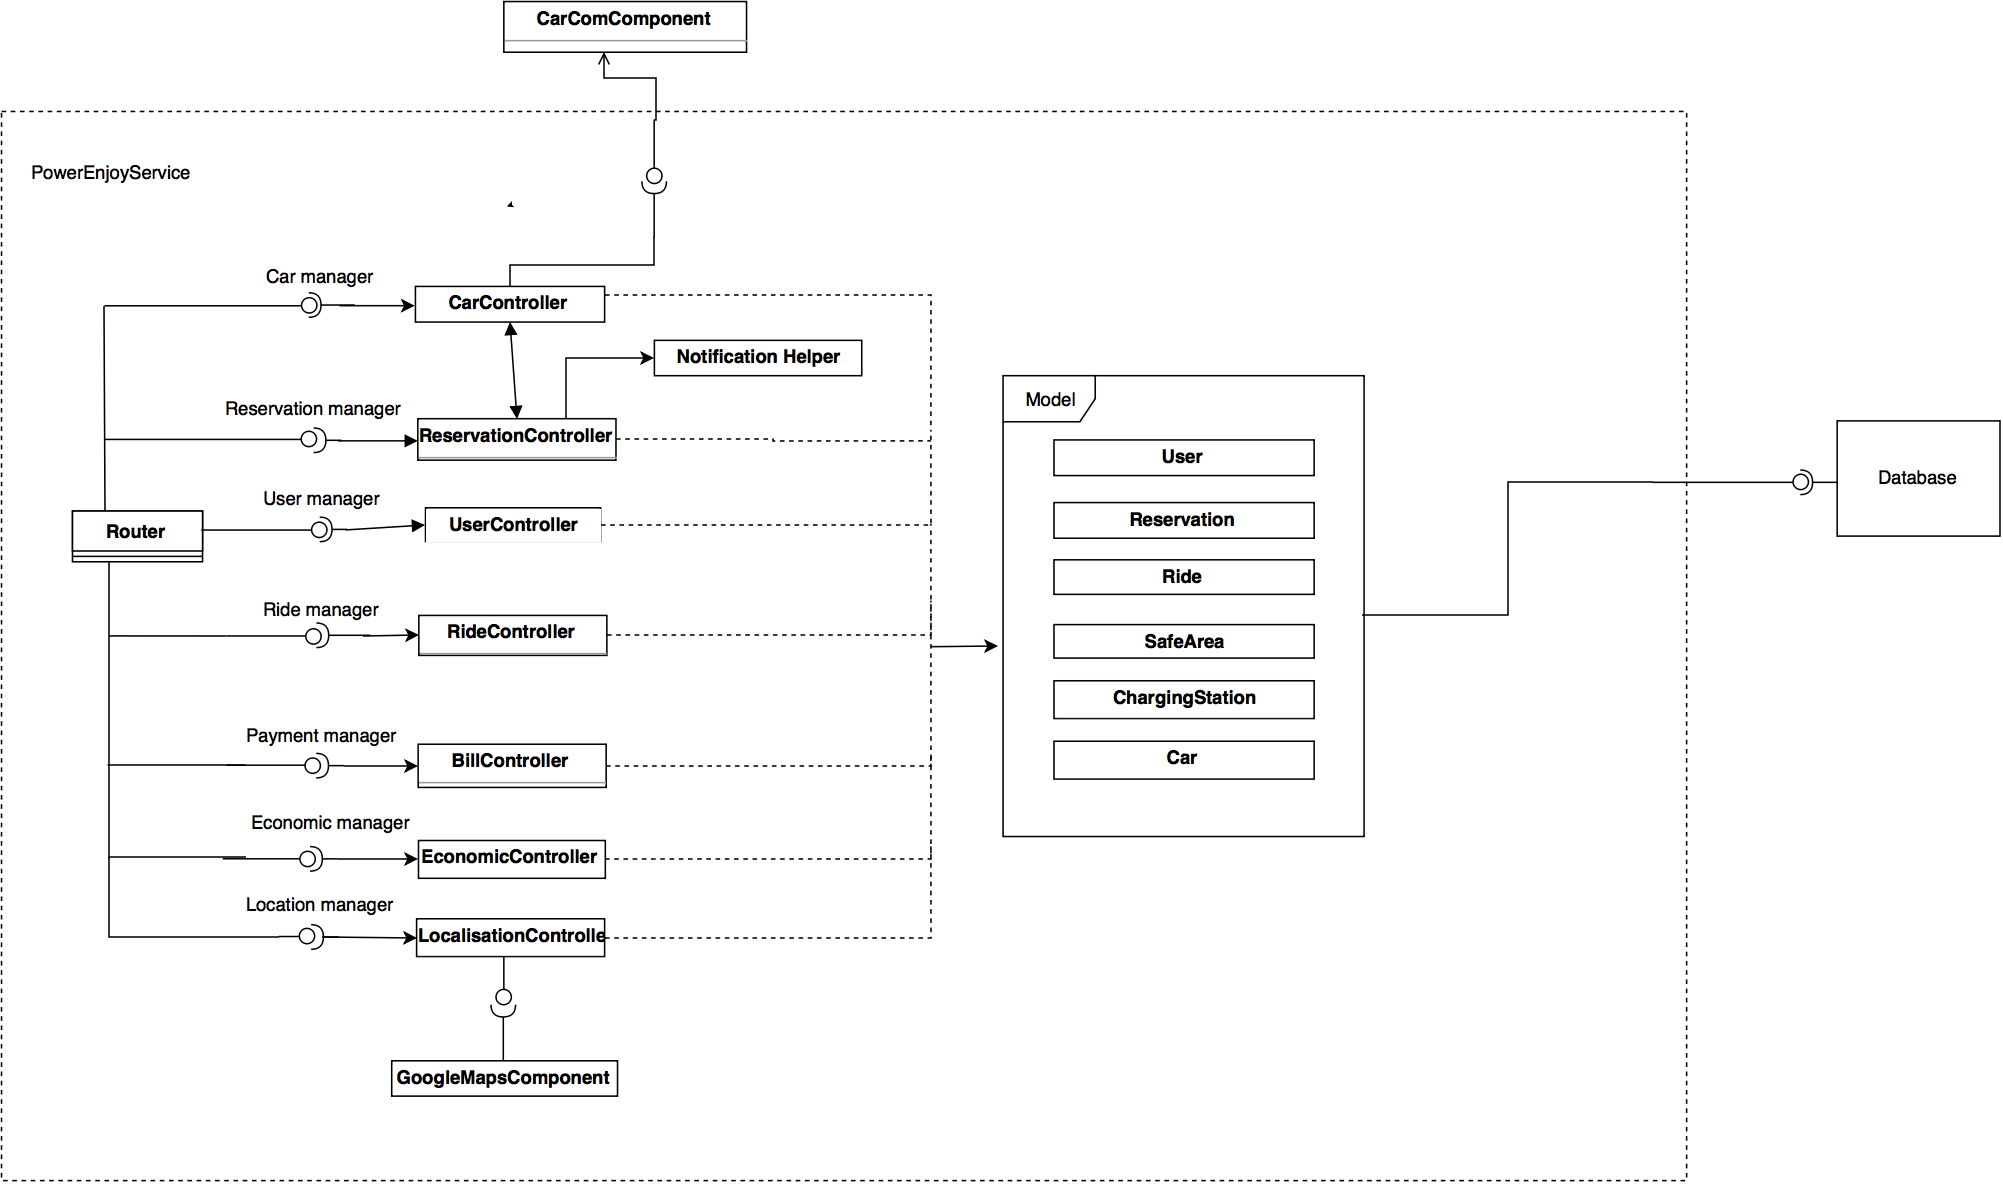 CarComComponent
PowerEnjoyService
Car manager
CarController
Notification Helper
Reservation manager
ReservationController
User manager
UserController
Router
Ride manager
RideController
Payment manager
BillController
Economic manager
EconomicController
Location manager
LocalisationControlle
GoogleMapsComponent
Model
User
Reservation
Ride
SafeArea
ChargingStation
Car
Database